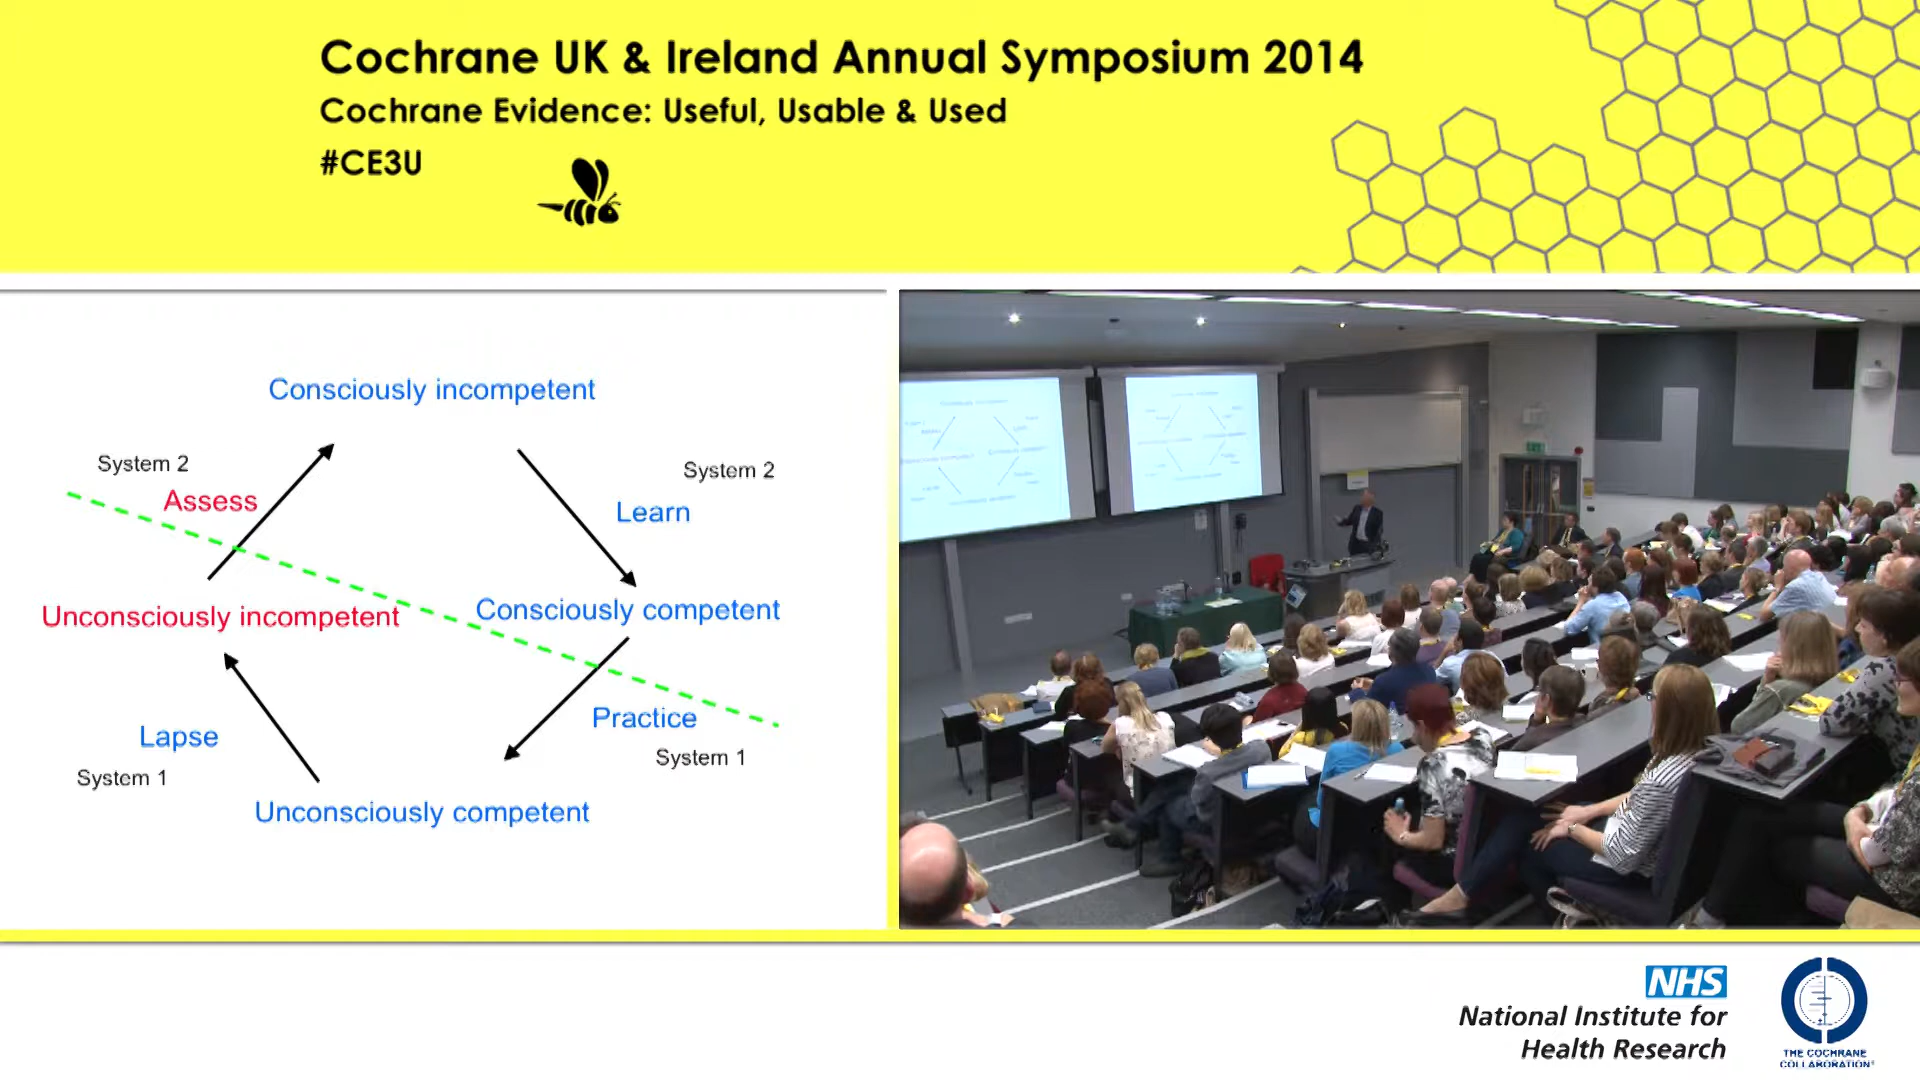 Cochrane UK & Ireland Annual Symposium 2014
Cochrane Evidence: Useful, Usable & Used
#CE3U
Consciously incompetent
System 2
System 2
Assess
Learn
Unconsciously incompetent
Consciously competent
Practice
Lapse
System 1
System 1
Unconsciously competent
NHS
National Institute for
Health Research
THE COCHRANE
COLLABORATION®